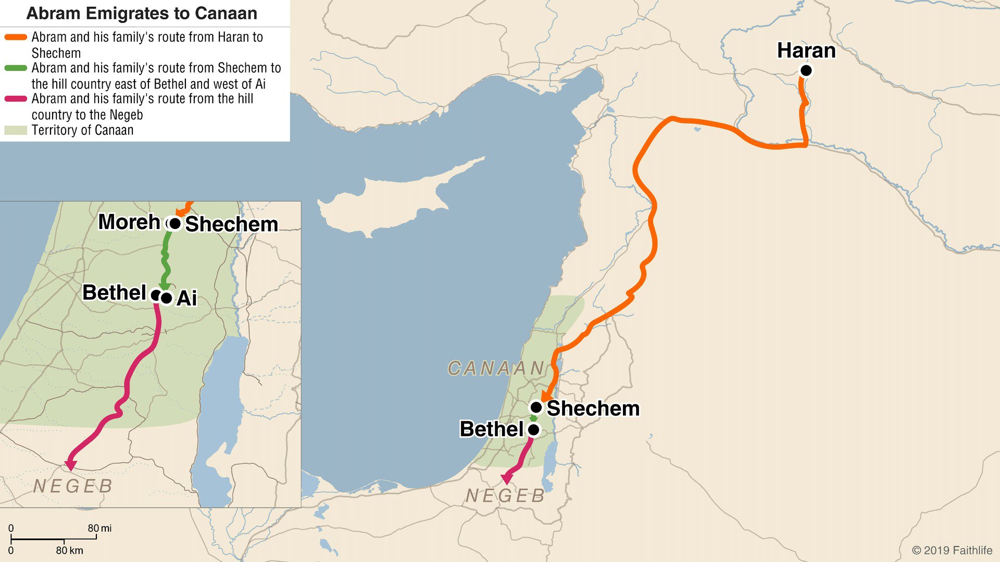 Abram Emigrates to Canaan
Abram and his family's route from Haran to
Shechem
Abram and his family's route from Shechem to
the hill country east of Bethel and west of Ai
Abram and his family's route from the hill
country to the Negeb
Territory of Canaan
Haran
Moreh
Shechem
Bethel
Ai
NEGEB
CANAAN
Shechem
Bethel
NEGEB
0 80 mi
0 80 km
© 2019 Faithlife